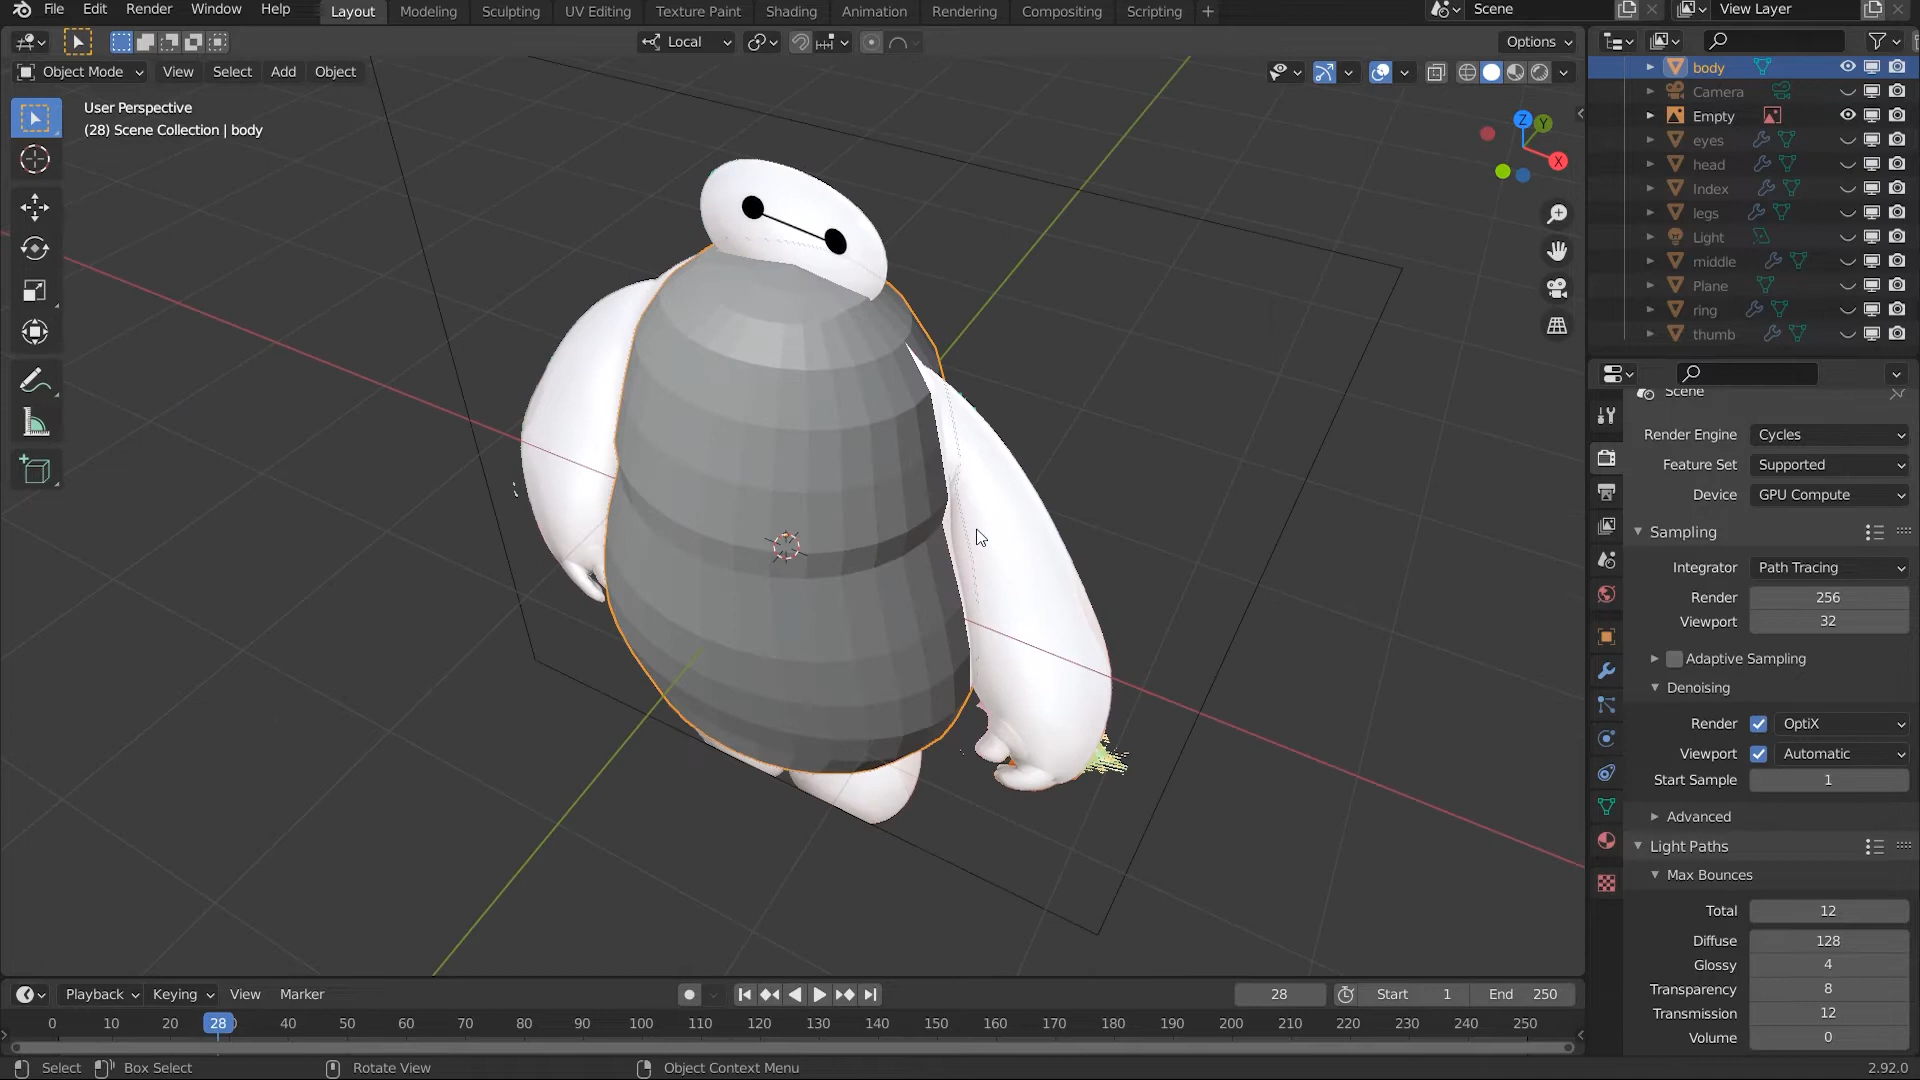 File Edit Render Window Help Layout Modeling Sculpting UV Editing Texture Paint Shading Animation Rendering Compositing Scripting + Scene View Layer
Local Options
Object Mode View Select Add Object
User Perspective
(28) Scene Collection | body
Z Y X
body
Camera
Empty
eyes
head
Index
legs
Light
middle
Plane
ring
thumb
Scene
Render Engine Cycles
Feature Set Supported
Device GPU Compute
Sampling
Integrator Path Tracing
Render 256
Viewport 32
Adaptive Sampling
Denoising
Render OptiX
Viewport Automatic
Start Sample 1
Advanced
Light Paths
Max Bounces
Total 12
Diffuse 128
Glossy 4
Transparency 8
Transmission 12
Volume 0
Playback Keying View Marker 28 Start 1 End 250
0 10 20 28 40 50 60 70 80 90 100 110 120 130 140 150 160 170 180 190 200 210 220 230 240 250
Select Box Select Rotate View Object Context Menu 2.92.0